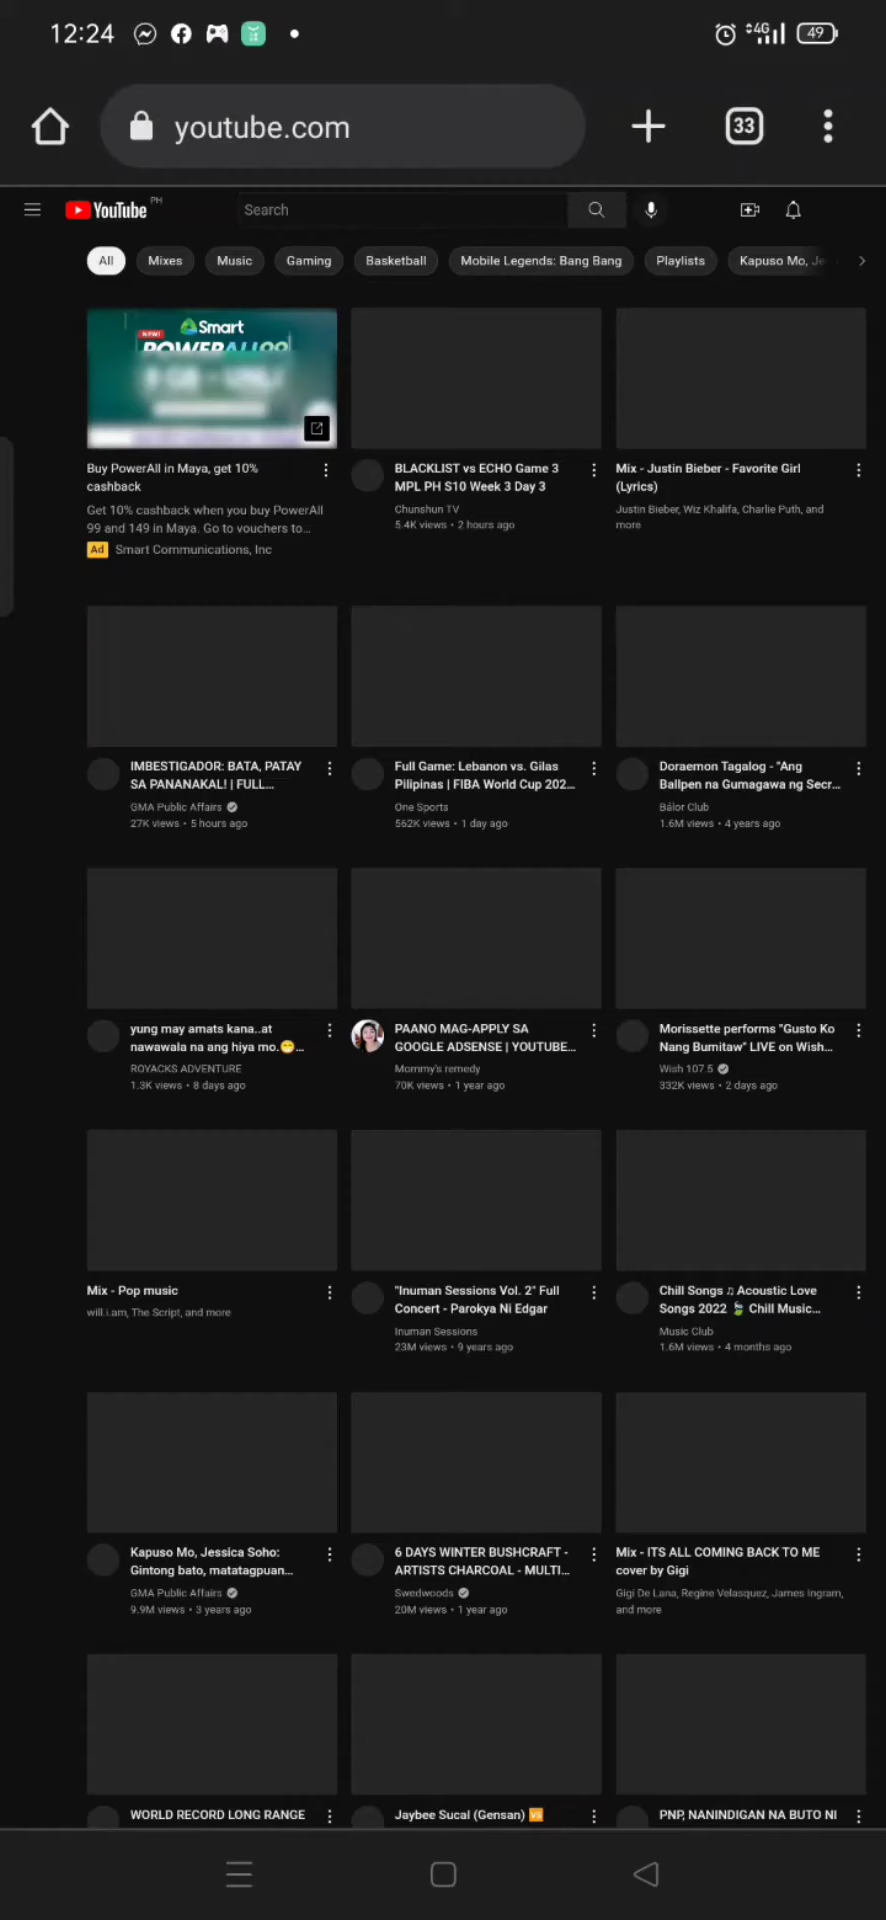 12:24
4G
49
youtube.com
33
YouTube PH
Search
All
Mixes
Music
Gaming
Basketball
Mobile Legends: Bang Bang
Playlists
Kapuso Mo, Je
Smart
NEW!
POWERALL99
Buy PowerAll in Maya, get 10%
cashback
Get 10% cashback when you buy PowerAll
99 and 149 in Maya. Go to vouchers to...
Ad Smart Communications, Inc
BLACKLIST vs ECHO Game 3
MPL PH S10 Week 3 Day 3
Chunshun TV
5.4K views • 2 hours ago
Mix - Justin Bieber - Favorite Girl
(Lyrics)
Justin Bieber, Wiz Khalifa, Charlie Puth, and
more
IMBESTIGADOR: BATA, PATAY
SA PANANAKAL! | FULL...
GMA Public Affairs
27K views • 5 hours ago
Full Game: Lebanon vs. Gilas
Pilipinas | FIBA World Cup 202...
One Sports
562K views • 1 day ago
Doraemon Tagalog - "Ang
Ballpen na Gumagawa ng Secr...
Bálor Club
1.6M views • 4 years ago
yung may amats kana..at
nawawala na ang hiya mo.😁...
ROYACKS ADVENTURE
1.3K views • 8 days ago
PAANO MAG-APPLY SA
GOOGLE ADSENSE | YOUTUBE...
Mommy's remedy
70K views • 1 year ago
Morissette performs "Gusto Ko
Nang Bumitaw" LIVE on Wish...
Wish 107.5
332K views • 2 days ago
Mix - Pop music
will.i.am, The Script, and more
"Inuman Sessions Vol. 2" Full
Concert - Parokya Ni Edgar
Inuman Sessions
23M views • 9 years ago
Chill Songs ♫ Acoustic Love
Songs 2022 🍃 Chill Music...
Music Club
1.6M views • 4 months ago
Kapuso Mo, Jessica Soho:
Gintong bato, matatagpuan...
GMA Public Affairs
9.9M views • 3 years ago
6 DAYS WINTER BUSHCRAFT -
ARTISTS CHARCOAL - MULTI...
Swedwoods
20M views • 1 year ago
Mix - ITS ALL COMING BACK TO ME
cover by Gigi
Gigi De Lana, Regine Velasquez, James Ingram,
and more
WORLD RECORD LONG RANGE
Jaybee Sucal (Gensan) 🆚
PNP, NANINDIGAN NA BUTO NI